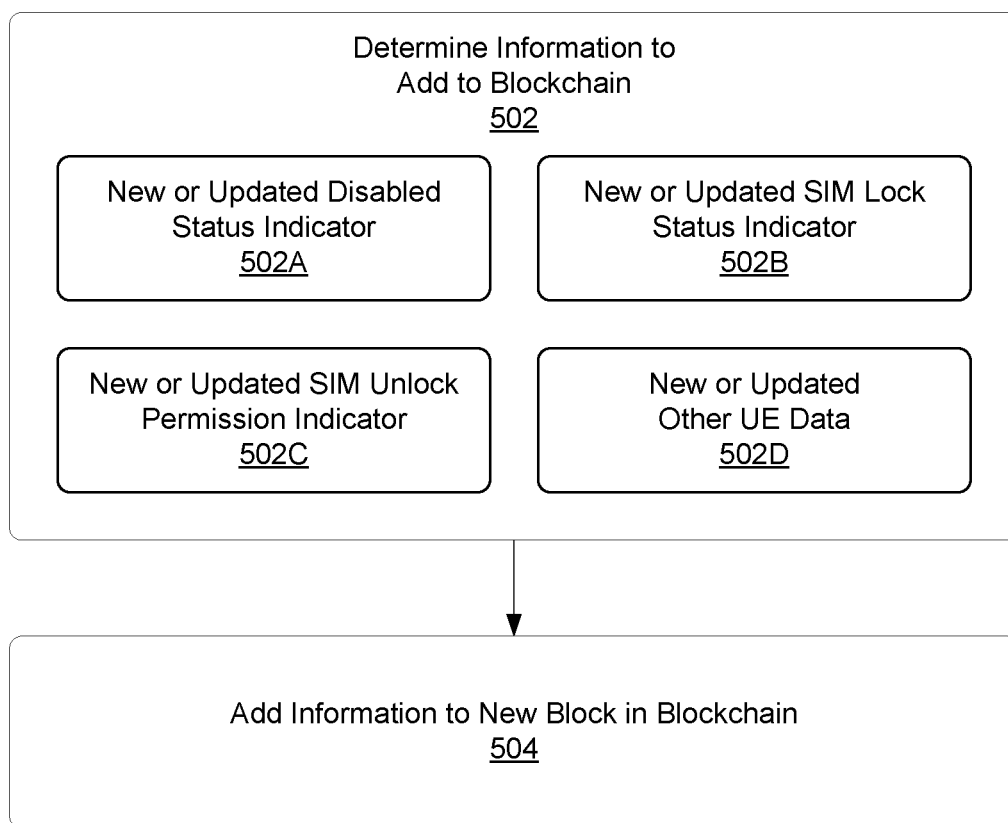 Determine Information to
Add to Blockchain
502
New or Updated Disabled
Status Indicator
502A
New or Updated SIM Lock
Status Indicator
502B
New or Updated SIM Unlock
Permission Indicator
502C
New or Updated
Other UE Data
502D
Add Information to New Block in Blockchain
504